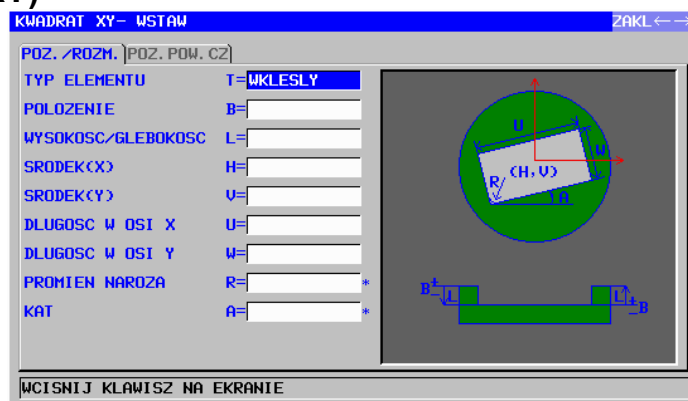 KWADRAT XY- WSTAW ZAKL←→
POZ./ROZM. POZ.POW.CZ
TYP ELEMENTU T=WKLESLY
POLOZENIE B=
WYSOKOSC/GLEBOKOSC L=
SRODEK(X) H=
SRODEK(Y) V=
DLUGOSC W OSI X U=
DLUGOSC W OSI Y W=
PROMIEN NAROZA R= *
KAT A= *
U
W
(H,V)
R
A
B+- L L +-B
WCISNIJ KLAWISZ NA EKRANIE